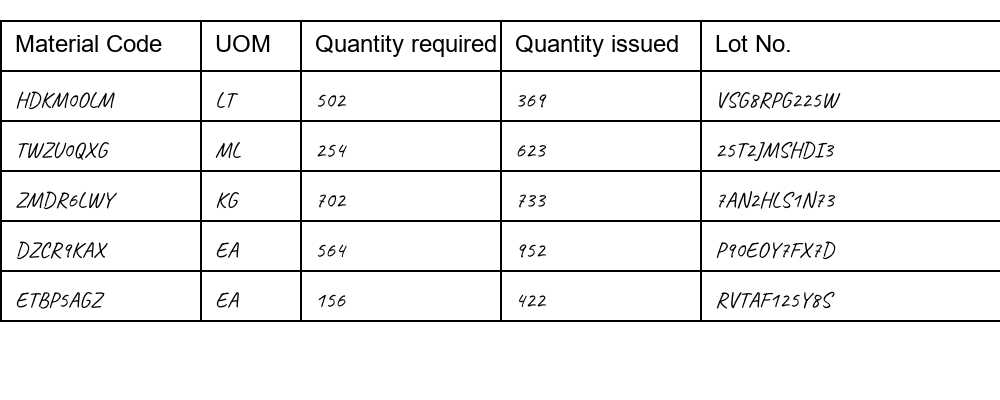 Material Code UOM Quantity required Quantity issued Lot No.
HDKM0OLM LT 502 369 VSG8RPG225W
TWZU0QXG ML 254 623 25T2JMSHDI3
ZMDR6LWY KG 702 733 7AN2HLS1N73
DZCR9KAX EA 564 952 P90EOY7FX7D
ETBP5AGZ EA 156 422 RVTAF125Y8S